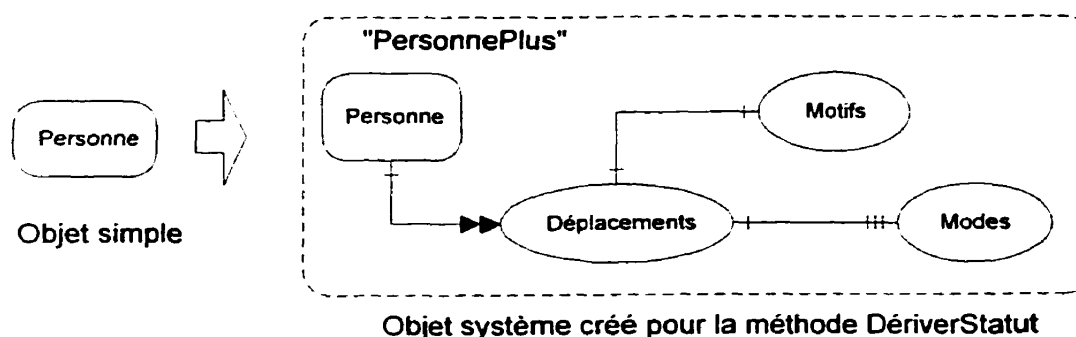 "PersonnePlus"
Personne
Personne
Motifs
Déplacements
Modes
Objet simple
Objet système créé pour la méthode DériverStatut